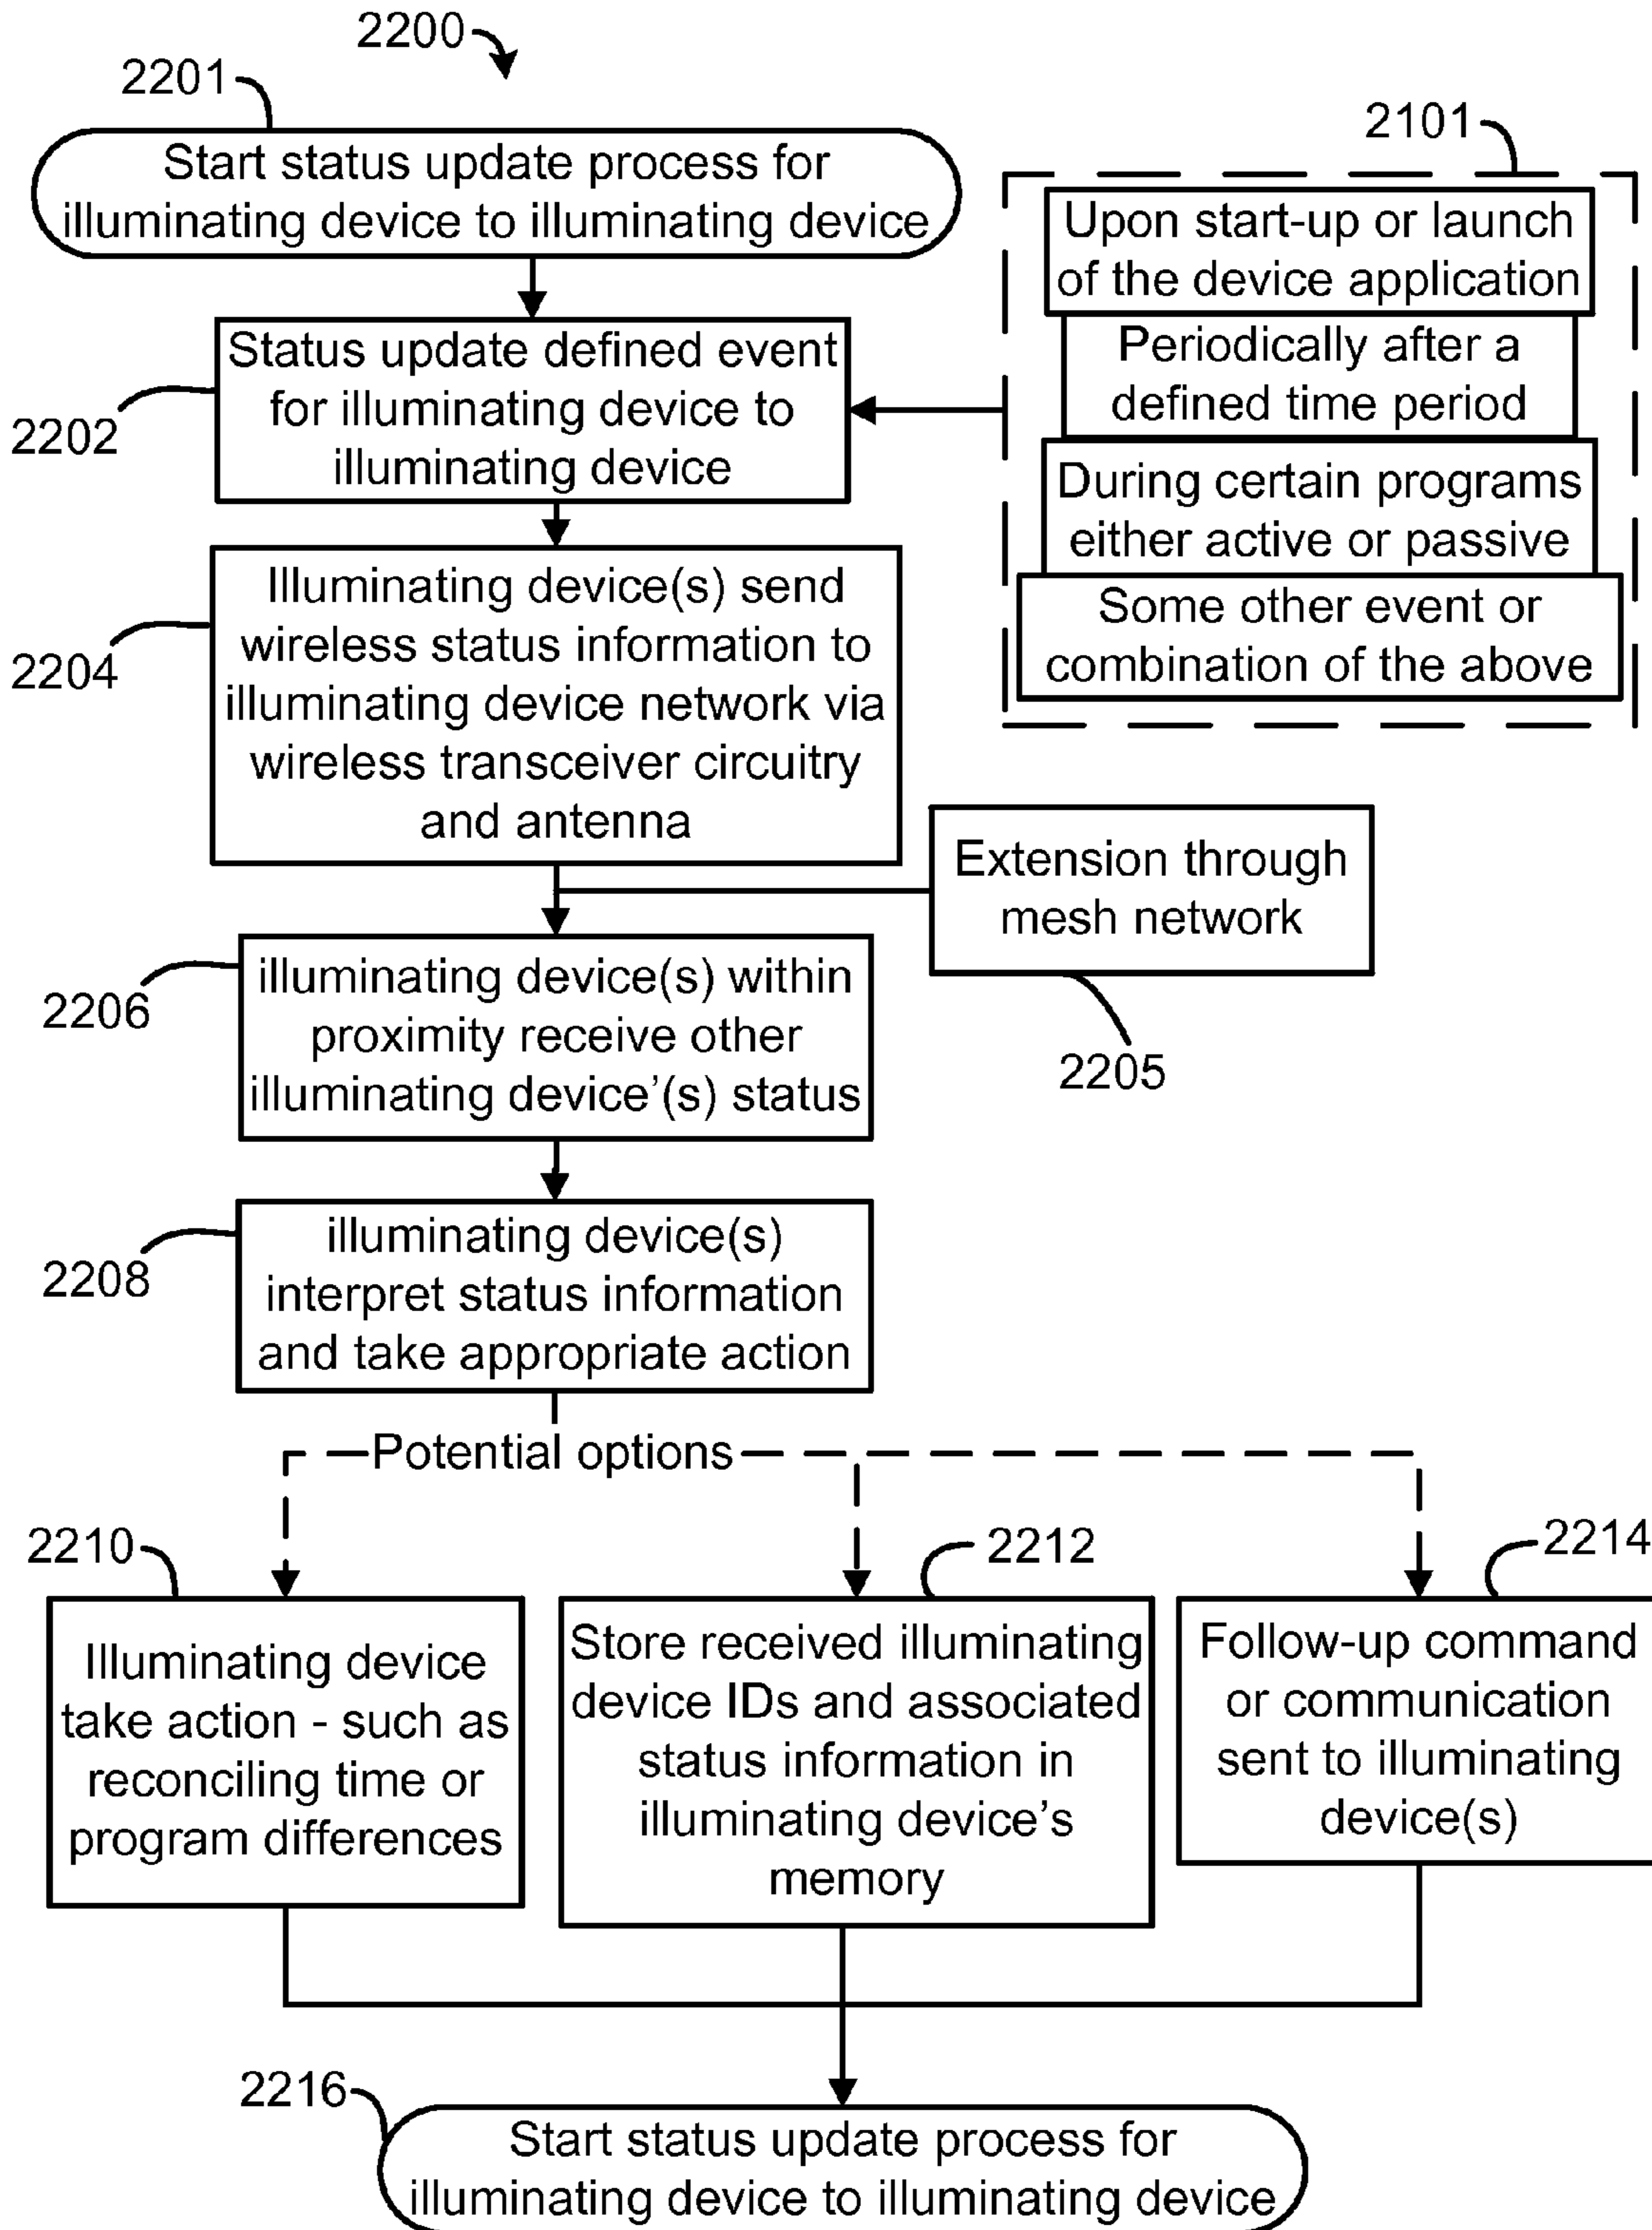 2200
2201
Start status update process for
illuminating device to illuminating device
2101
Upon start-up or launch
of the device application
Periodically after a
defined time period
During certain programs
either active or passive
Some other event or
combination of the above
2202
Status update defined event
for illuminating device to
illuminating device
2204
Illuminating device(s) send
wireless status information to
illuminating device network via
wireless transceiver circuitry
and antenna
Extension through
mesh network
2205
2206
illuminating device(s) within
proximity receive other
illuminating device’(s) status
2208
illuminating device(s)
interpret status information
and take appropriate action
Potential options
2210
Illuminating device
take action - such as
reconciling time or
program differences
2212
Store received illuminating
device IDs and associated
status information in
illuminating device’s
memory
2214
Follow-up command
or communication
sent to illuminating
device(s)
2216
Start status update process for
illuminating device to illuminating device